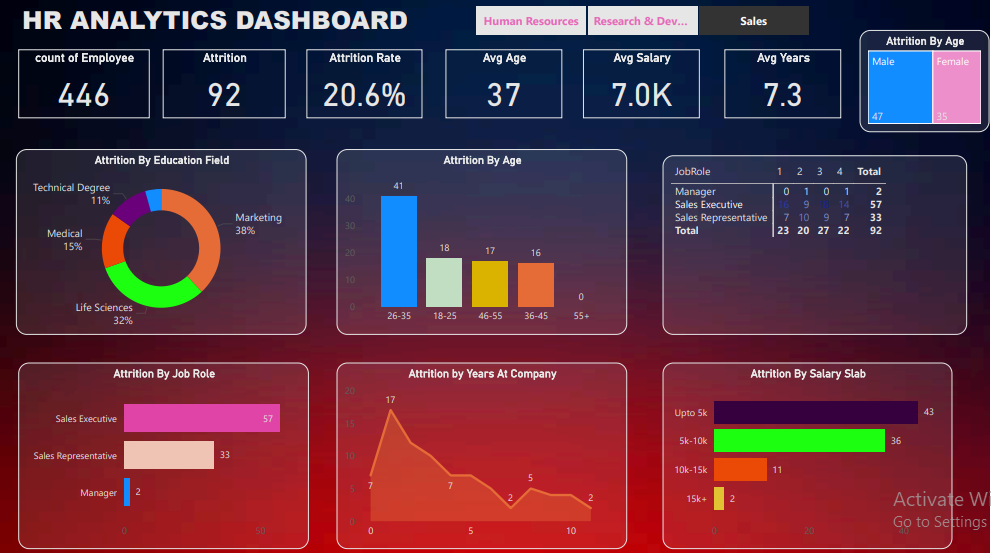 HR ANALYTICS DASHBOARD
Human Resources
Research & Dev...
Sales
count of Employee
446
Attrition
92
Attrition Rate
20.6%
Avg Age
37
Avg Salary
7.0K
Avg Years
7.3
Attrition By Age
Male
Female
47
35
Attrition By Education Field
Technical Degree
11%
Medical
15%
Marketing
38%
Life Sciences
32%
Attrition By Age
40
30
20
10
0
41
18
17
16
0
26-35
18-25
46-55
36-45
55+
JobRole 1 2 3 4 Total
Manager 0 1 0 1 2
Sales Executive 9 14 57
Sales Representative 7 10 9 7 33
Total 23 20 27 22 92
Attrition By Job Role
Sales Executive 57
Sales Representative 33
Manager 2
0 50
Attrition by Years At Company
20
15
10
5
0
17
7
7
2
5
2
0 5 10
Attrition By Salary Slab
Upto 5k 43
5k-10k 36
10k-15k 11
15k+ 2
0 20 40
Activate Wi
Go to Settings